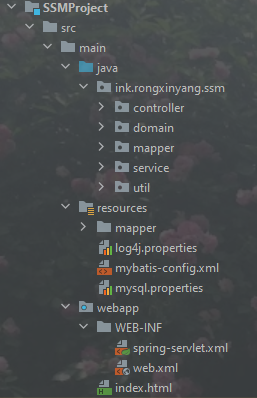 SSMProject
src
main
java
ink.rongxinyang.ssm
controller
domain
mapper
service
util
resources
mapper
log4j.properties
mybatis-config.xml
mysql.properties
webapp
WEB-INF
spring-servlet.xml
web.xml
index.html